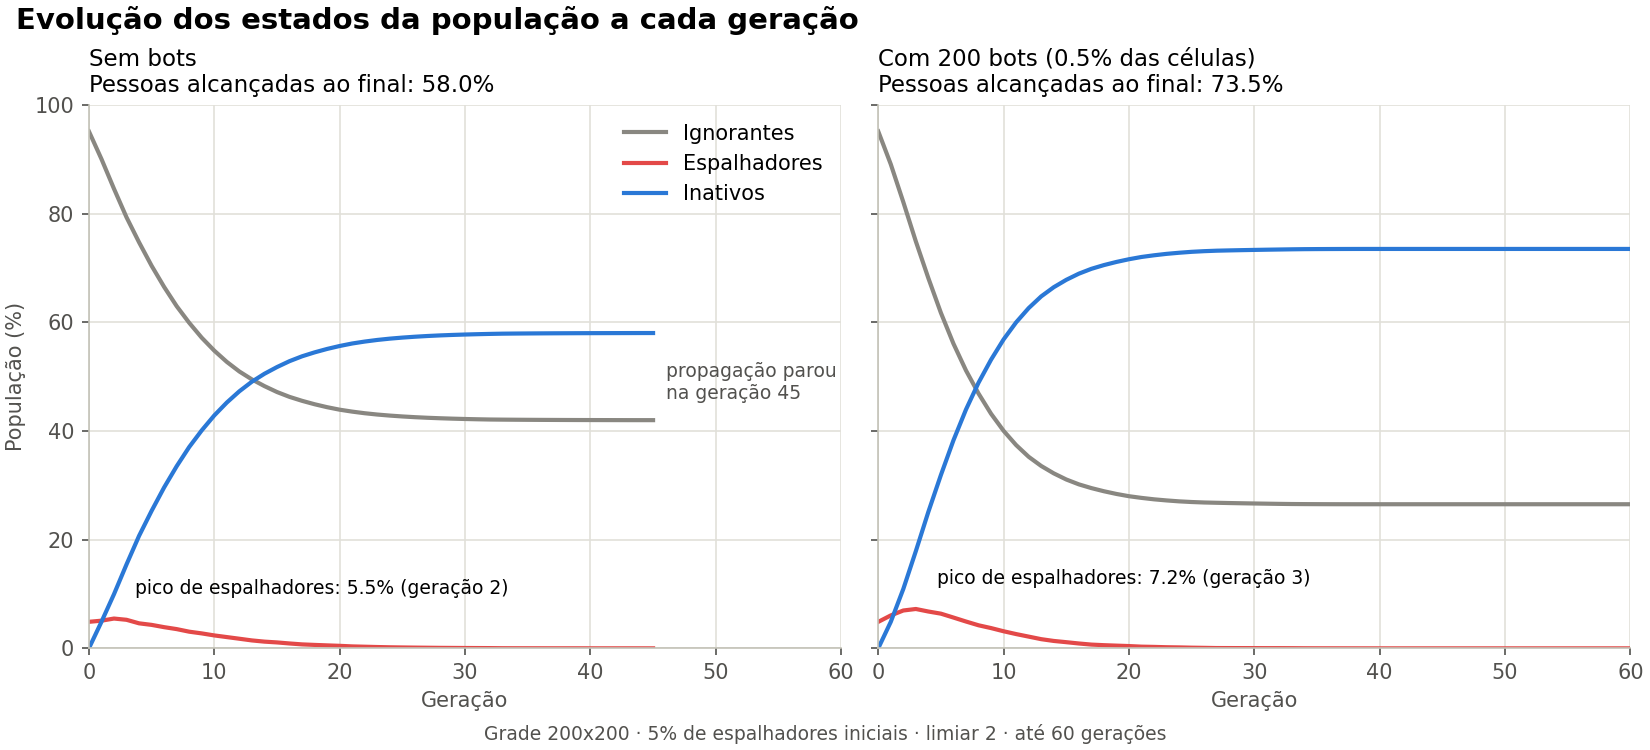 Evolução dos estados da população a cada geração
Sem bots
Pessoas alcançadas ao final: 58.0%
Com 200 bots (0.5% das células)
Pessoas alcançadas ao final: 73.5%
População (%)
100
80
60
40
20
0
Ignorantes
Espalhadores
Inativos
propagação parou
na geração 45
pico de espalhadores: 5.5% (geração 2)
0 10 20 30 40 50 60
Geração
pico de espalhadores: 7.2% (geração 3)
0 10 20 30 40 50 60
Geração
Grade 200x200 · 5% de espalhadores iniciais · limiar 2 · até 60 gerações